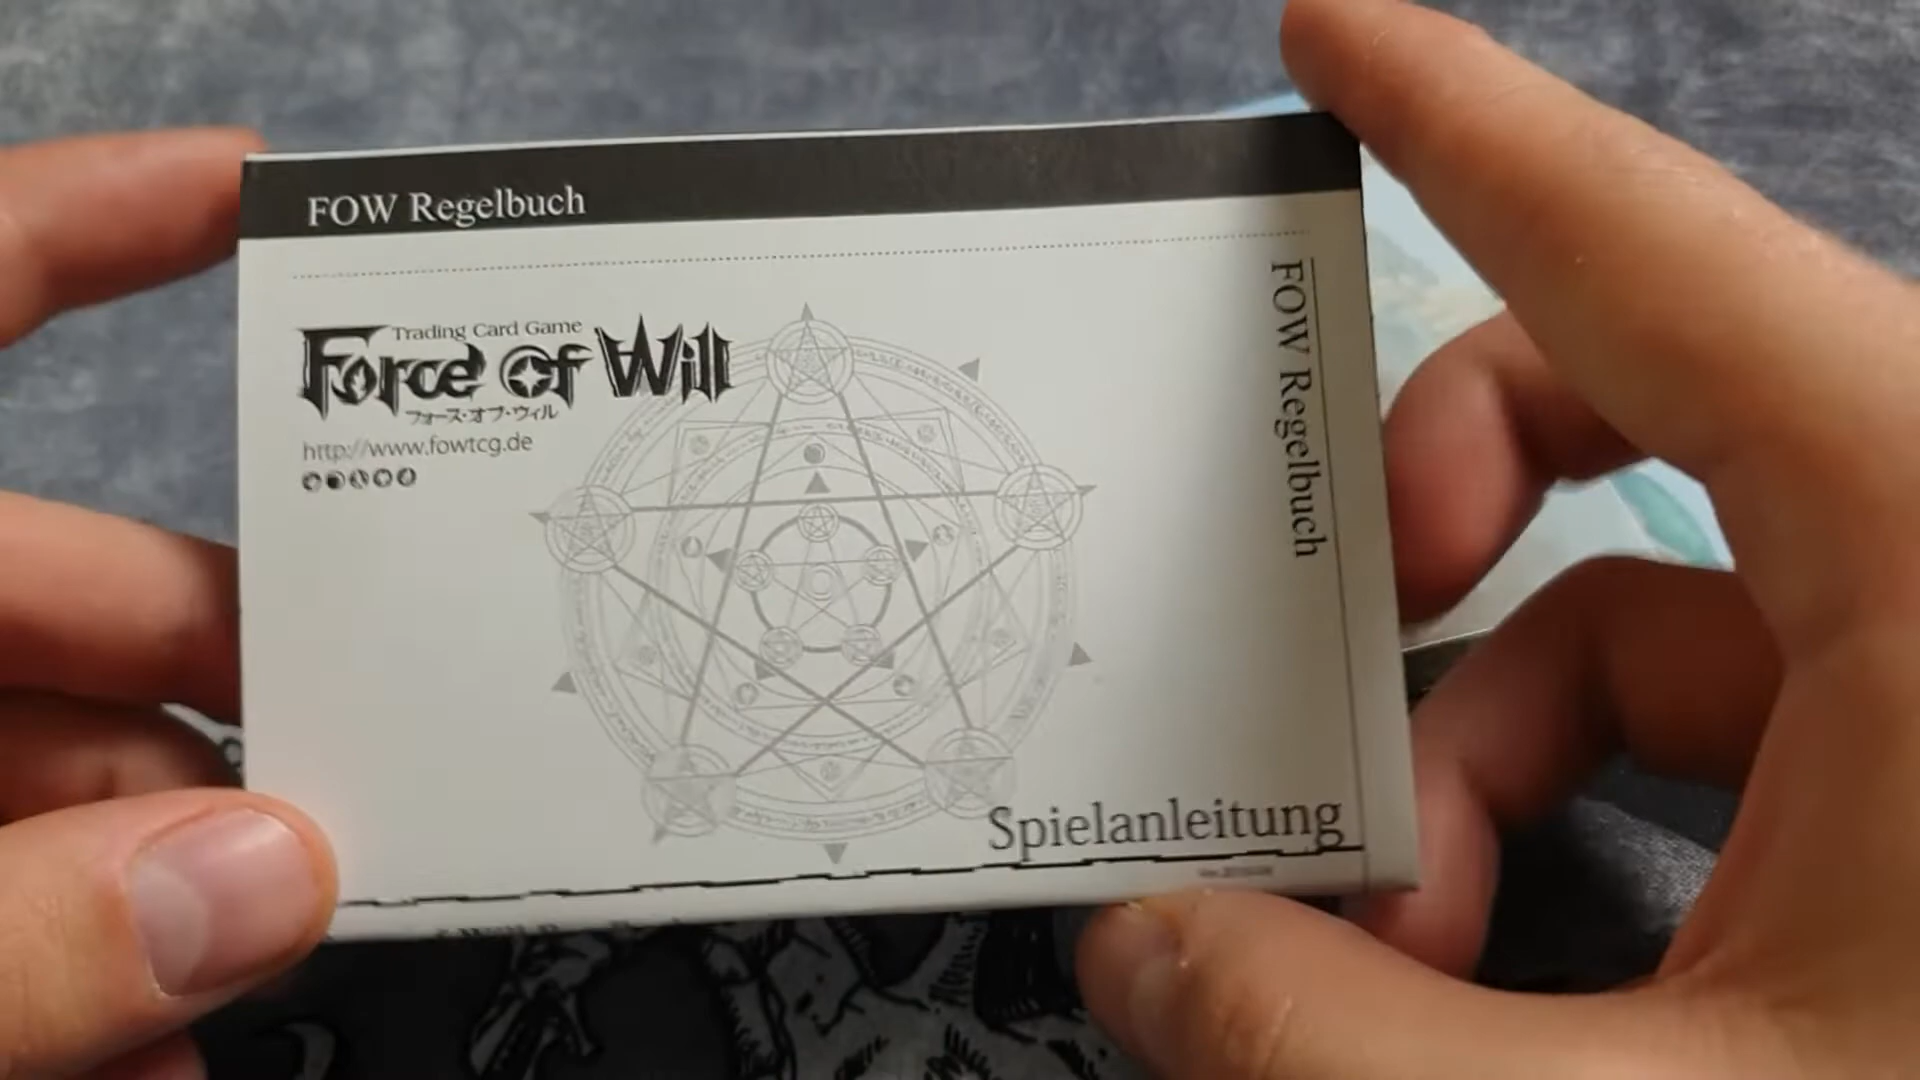 FOW Regelbuch
Trading Card Game
Force of Will
フォース・オブ・ウィル
http://www.fowtcg.de
FOW Regelbuch
Spielanleitung